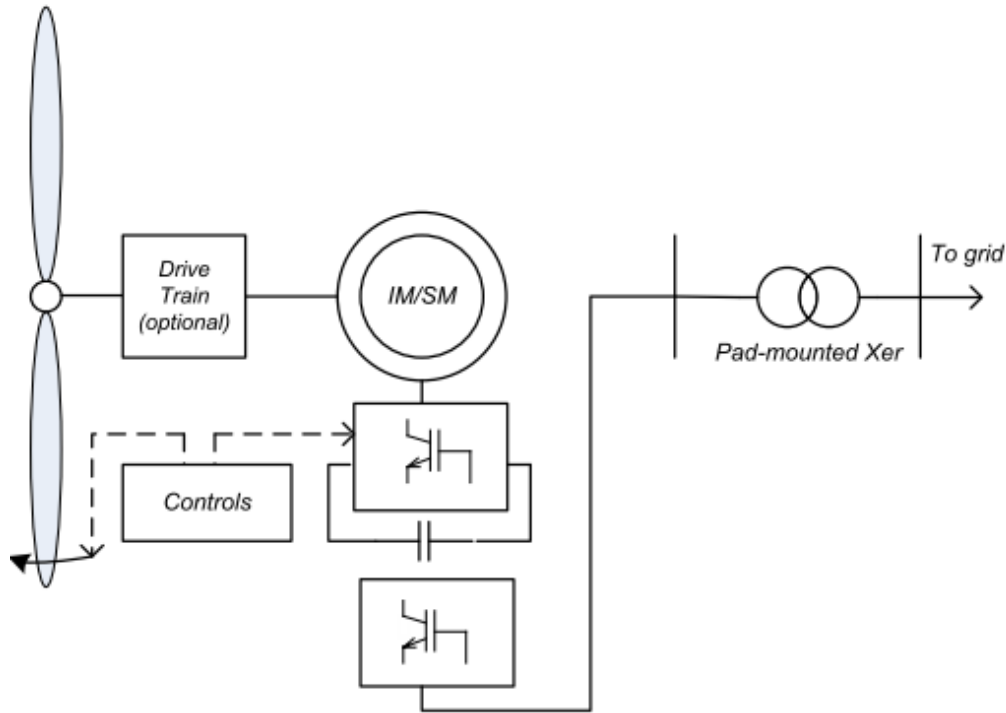 Drive
Train
(optional)
IM/SM
To grid
Pad-mounted Xer
Controls